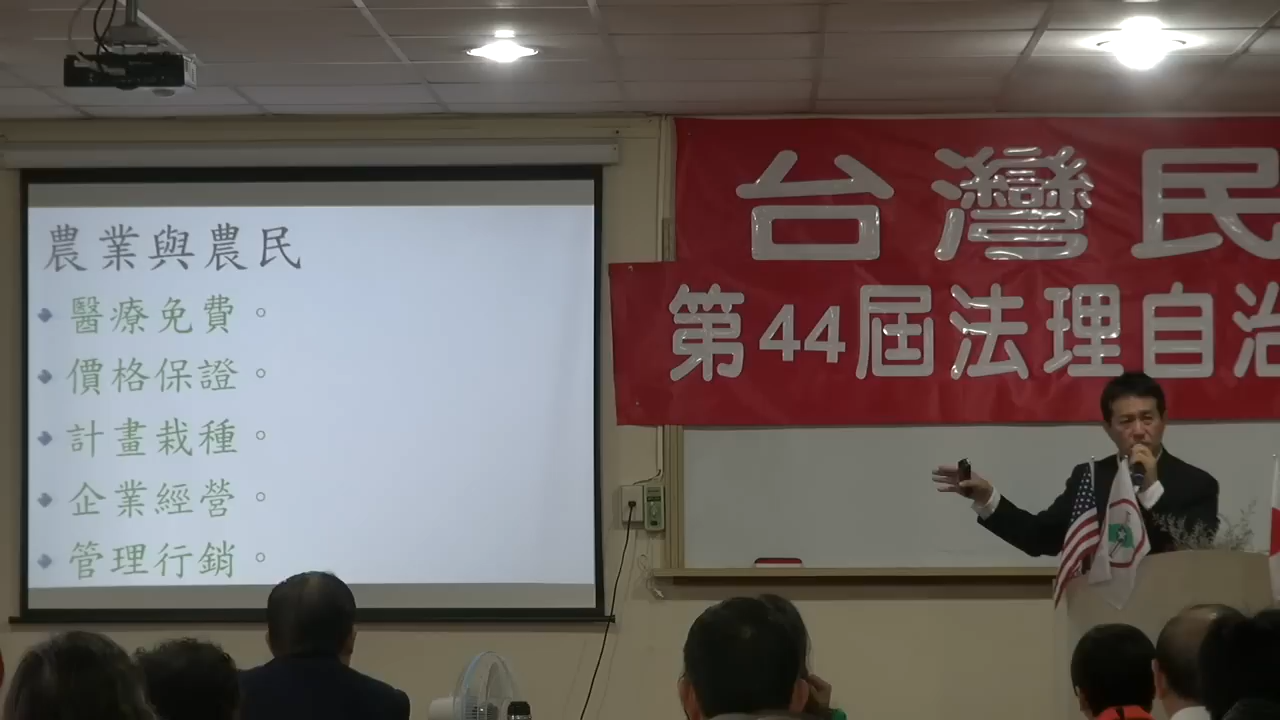 農業與農民
醫療免費。
價格保證。
計畫栽種。
企業經營。
管理行銷。
台灣民
第44屆法理自治